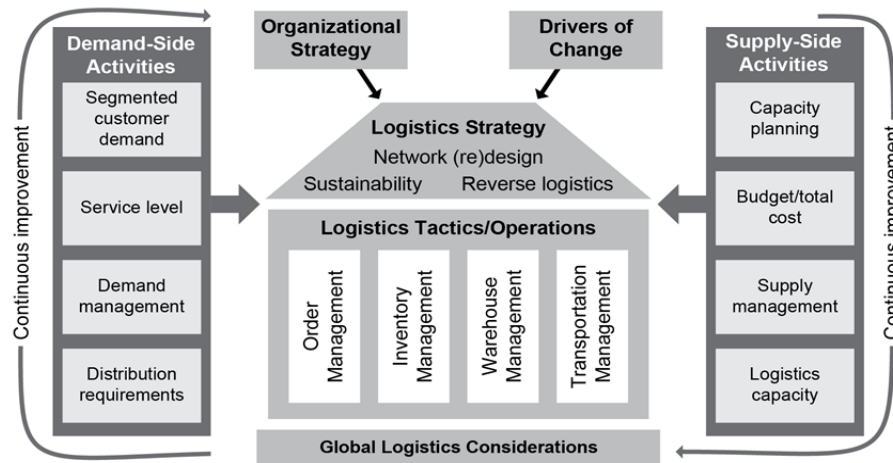 Continuous improvement
Demand-Side
Activities
Segmented
customer
demand
Service level
Demand
management
Distribution
requirements
Organizational
Strategy
Drivers of
Change
Logistics Strategy
Network (re)design
Sustainability
Reverse logistics
Logistics Tactics/Operations
Order
Management
Inventory
Management
Warehouse
Management
Transportation
Management
Global Logistics Considerations
Supply-Side
Activities
Capacity
planning
Budget/total
cost
Supply
management
Logistics
capacity
Continuous improvement